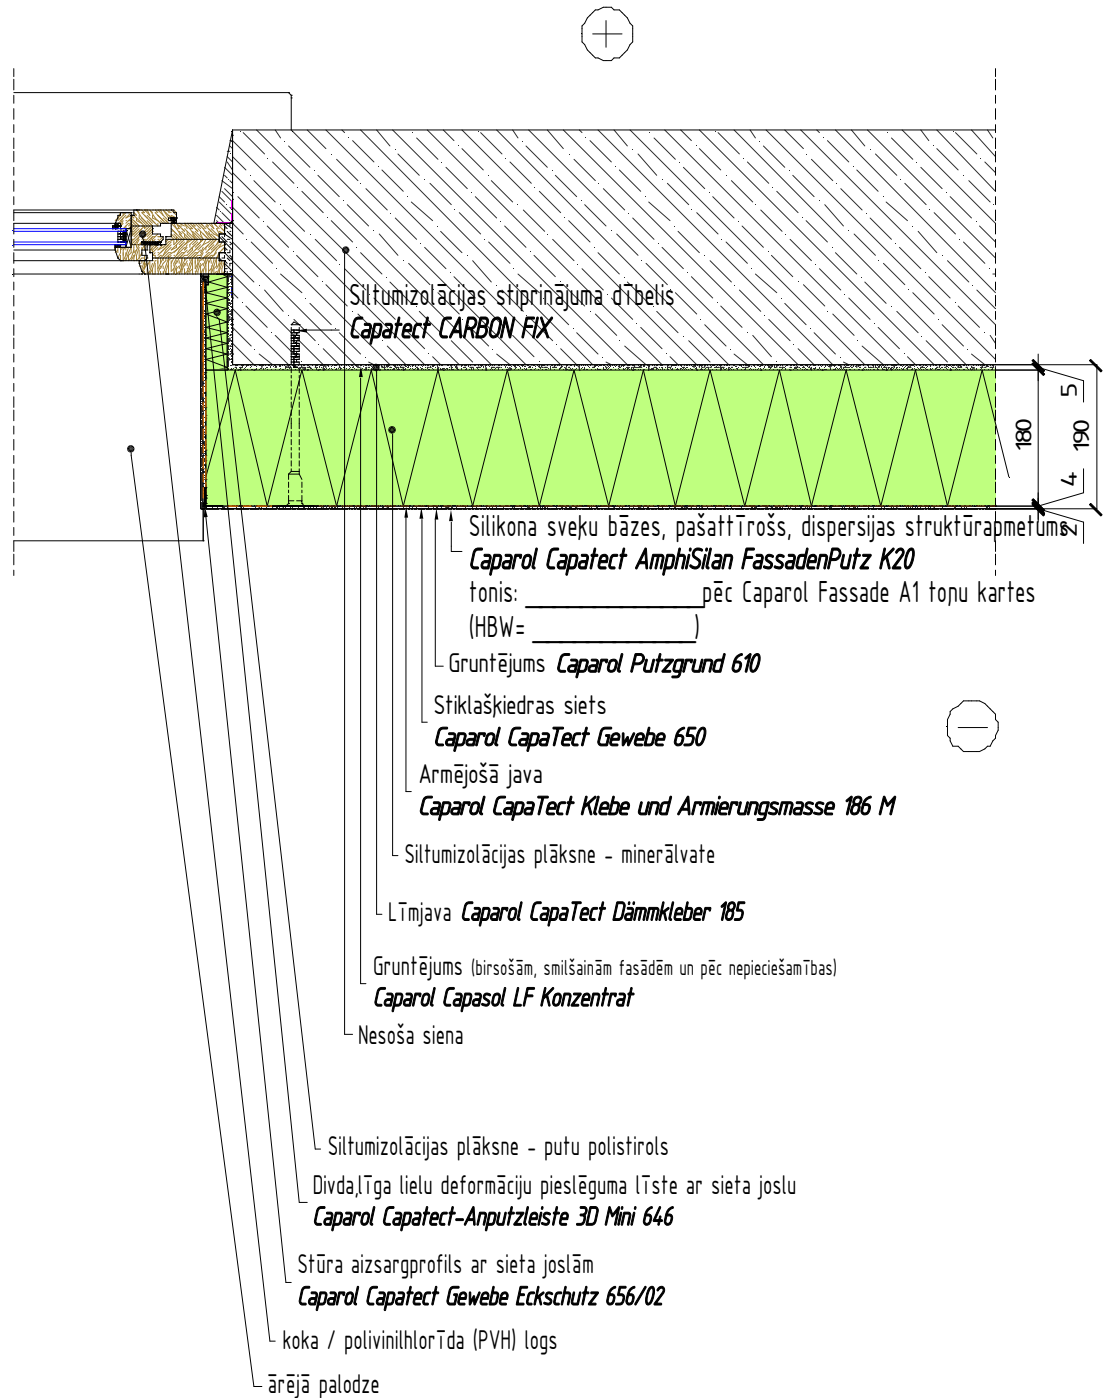 Siltumizolācijas stiprinājuma dībelis
Capatect CARBON FIX
180
5
190
4
2
Silikona sveķu bāzes, pašattīrošs, dispersijas struktūrapmetums
Caparol Capatect AmphiSilan FassadenPutz K20
tonis: ________________ pēc Caparol Fassade A1 toņu kartes
(HBW= ______________)
Gruntējums Caparol Putzgrund 610
Stiklašķiedras siets
Caparol CapaTect Gewebe 650
Armējošā java
Caparol CapaTect Klebe und Armierungsmasse 186 M
Siltumizolācijas plāksne - minerālvate
Līmjava Caparol CapaTect Dämmkleber 185
Gruntējums (birsošām, smilšainām fasādēm un pēc nepieciešamības)
Caparol Capasol LF Konzentrat
Nesoša siena
Siltumizolācijas plāksne - putu polistirols
Divda,līga lielu deformāciju pieslēguma līste ar sieta joslu
Caparol Capatect-Anputzleiste 3D Mini 646
Stūra aizsargprofils ar sieta joslām
Caparol Capatect Gewebe Eckschutz 656/02
koka / polivinilhlorīda (PVH) logs
ārējā palodze